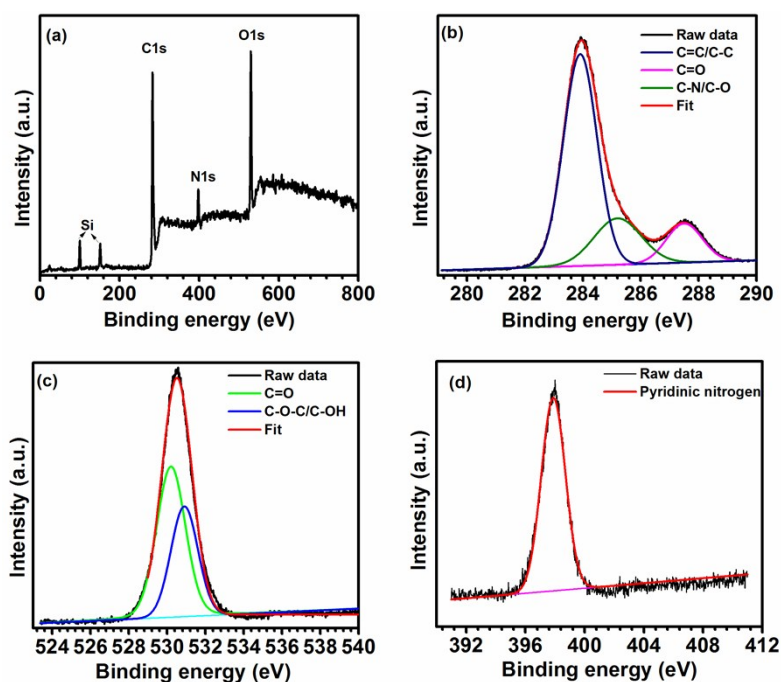 (a)
C1s
O1s
N1s
Si
Intensity (a.u.)
0 200 400 600 800
Binding energy (eV)
(b)
Raw data
C=C/C-C
C=O
C-N/C-O
Fit
Intensity (a.u.)
280 282 284 286 288 290
Binding energy (eV)
(c)
Raw data
C=O
C-O-C/C-OH
Fit
Intensity (a.u.)
524 526 528 530 532 534 536 538 540
Binding energy (eV)
(d)
Raw data
Pyridinic nitrogen
Intensity (a.u.)
392 396 400 404 408 412
Binding energy (eV)